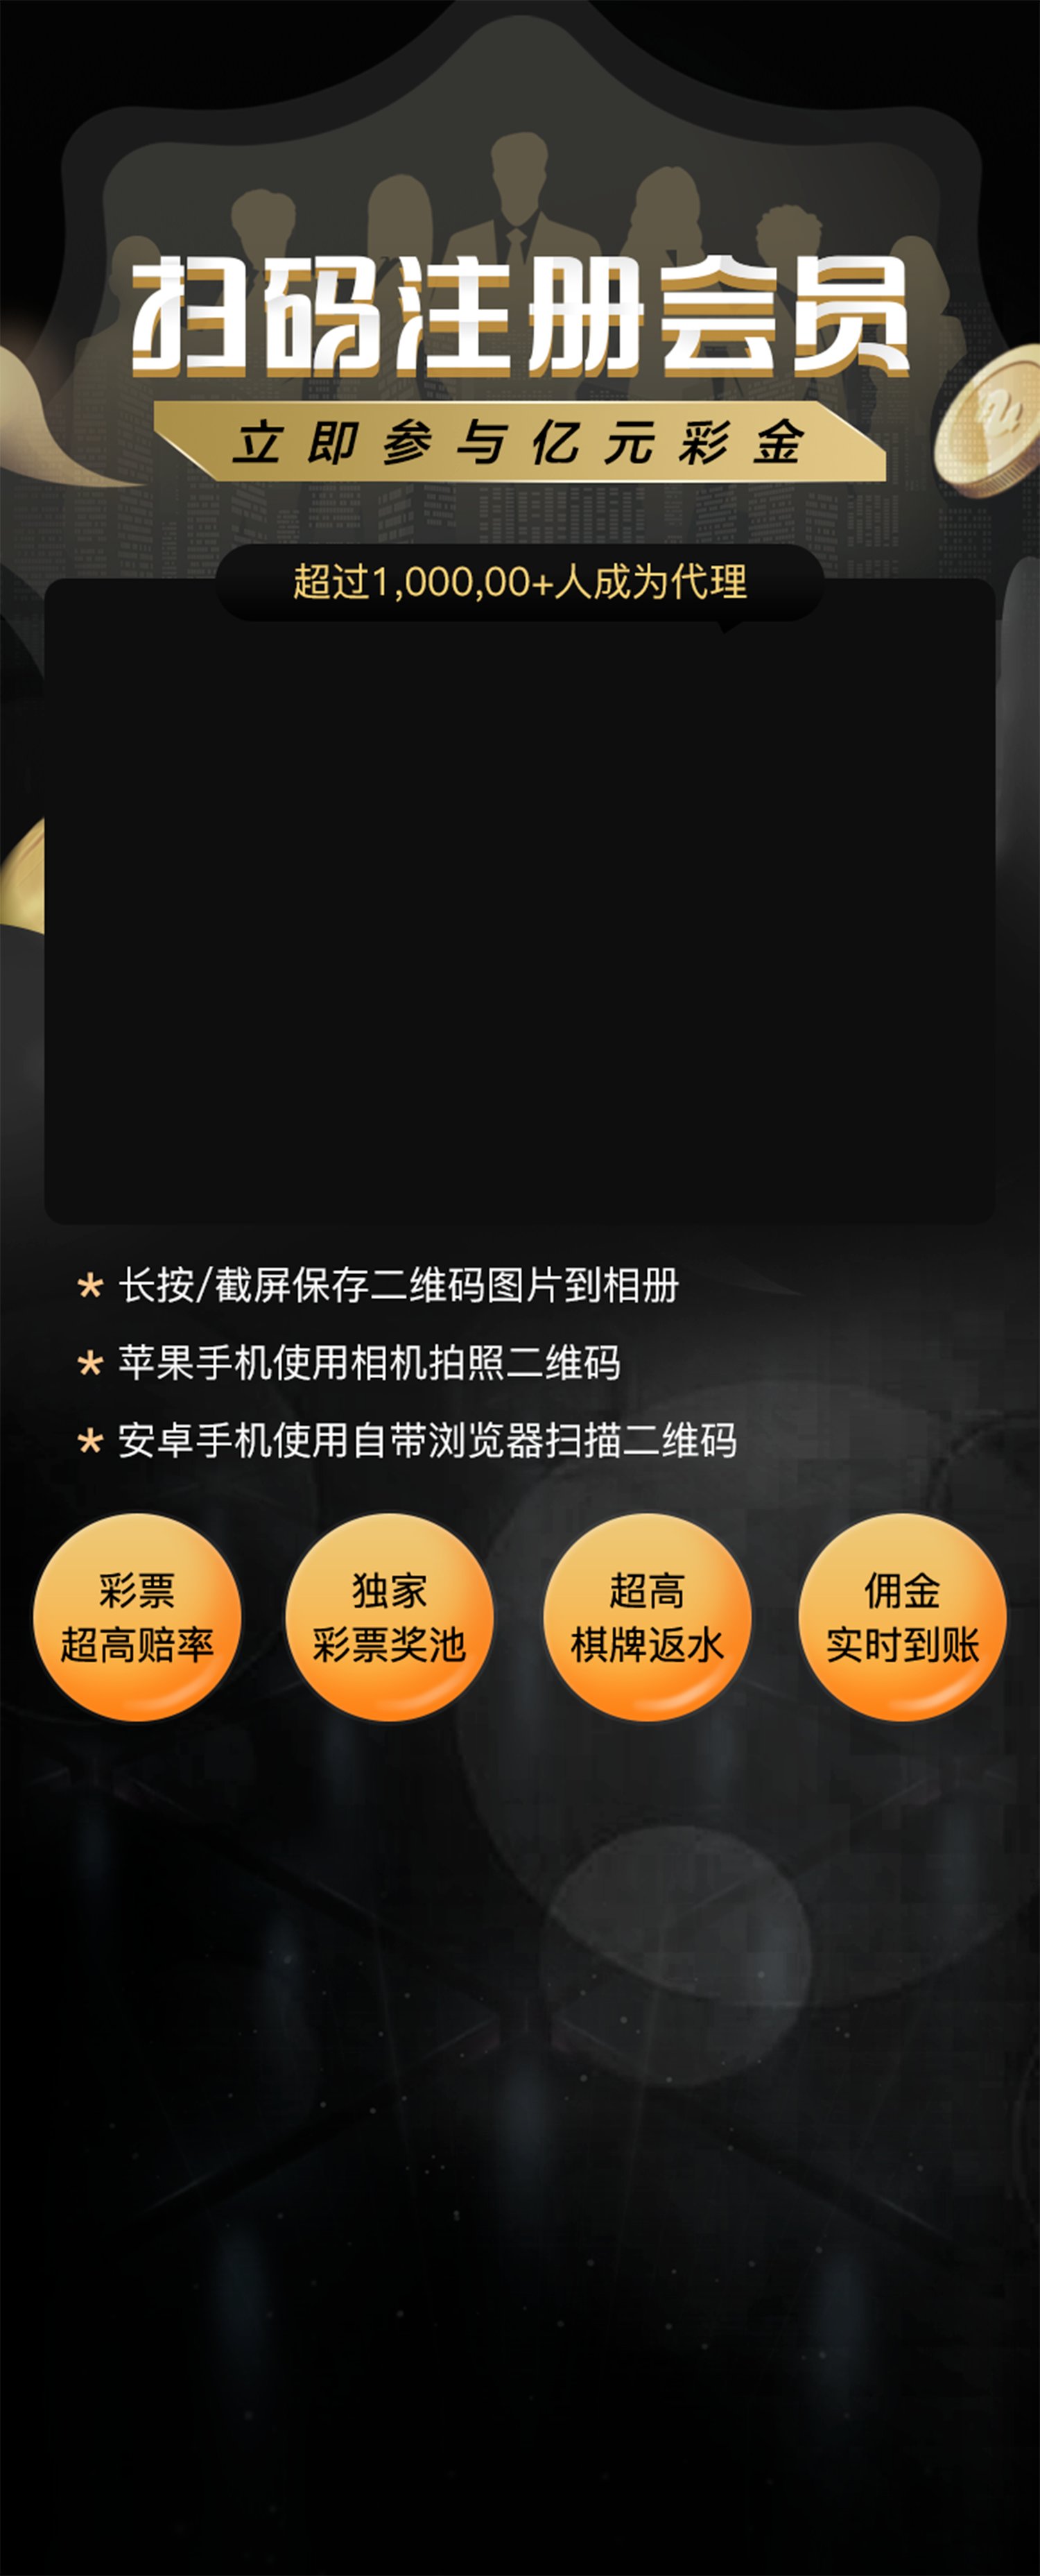 扫码注册会员
立即参与亿元彩金
超过1,000,00+人成为代理
* 长按/截屏保存二维码图片到相册
* 苹果手机使用相机拍照二维码
* 安卓手机使用自带浏览器扫描二维码
彩票
超高赔率
独家
彩票奖池
超高
棋牌返水
佣金
实时到账